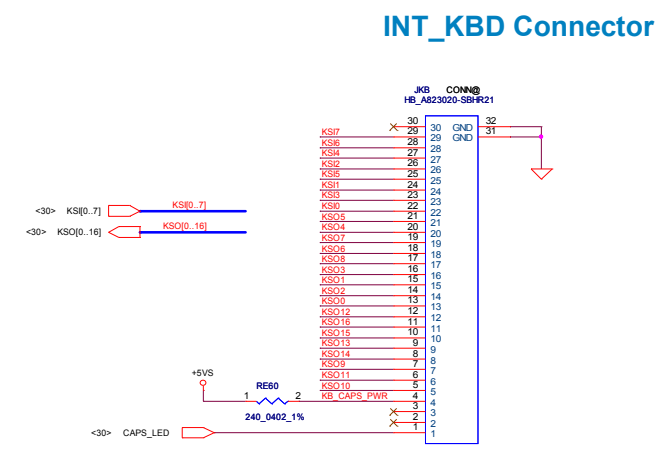 INT_KBD Connector
JKB CONN@
HB_A823020-SBHR21
30 30 GND 32
KSI7 29 29 GND 31
KSI6 28 28
KSI4 27 27
KSI2 26 26
KSI5 25 25
KSI1 24 24
KSI3 23 23
KSI0 22 22
KSO5 21 21
KSO4 20 20
KSO7 19 19
KSO6 18 18
KSO8 17 17
KSO3 16 16
KSO1 15 15
KSO2 14 14
KSO0 13 13
KSO12 12 12
KSO16 11 11
KSO15 10 10
KSO13 9 9
KSO14 8 8
KSO9 7 7
KSO11 6 6
KSO10 5 5
KB_CAPS_PWR 4 4
3 3
2 2
1 1
<30> KSI[0..7] KSI[0..7]
<30> KSO[0..16] KSO[0..16]
+5VS
RE60
1 2
240_0402_1%
<30> CAPS_LED